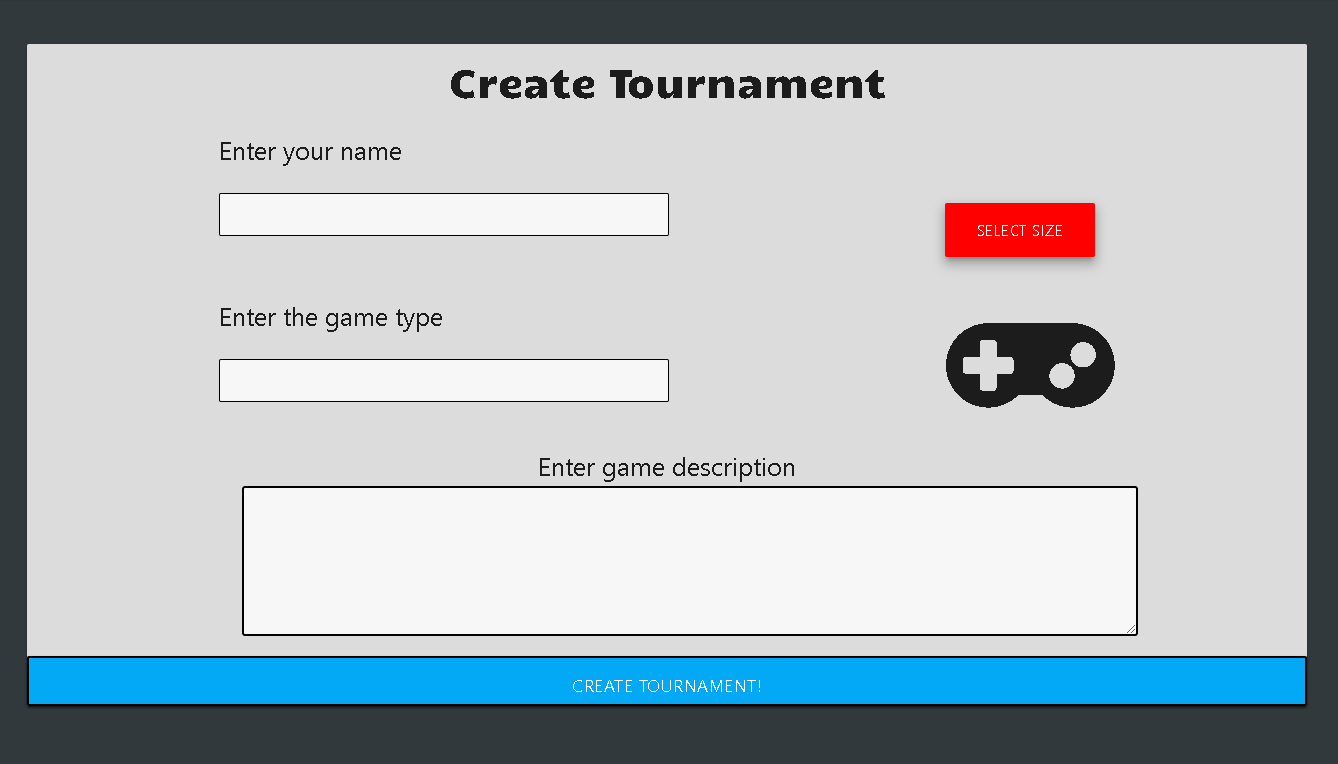 Create Tournament
Enter your name
SELECT SIZE
Enter the game type
Enter game description
CREATE TOURNAMENT!